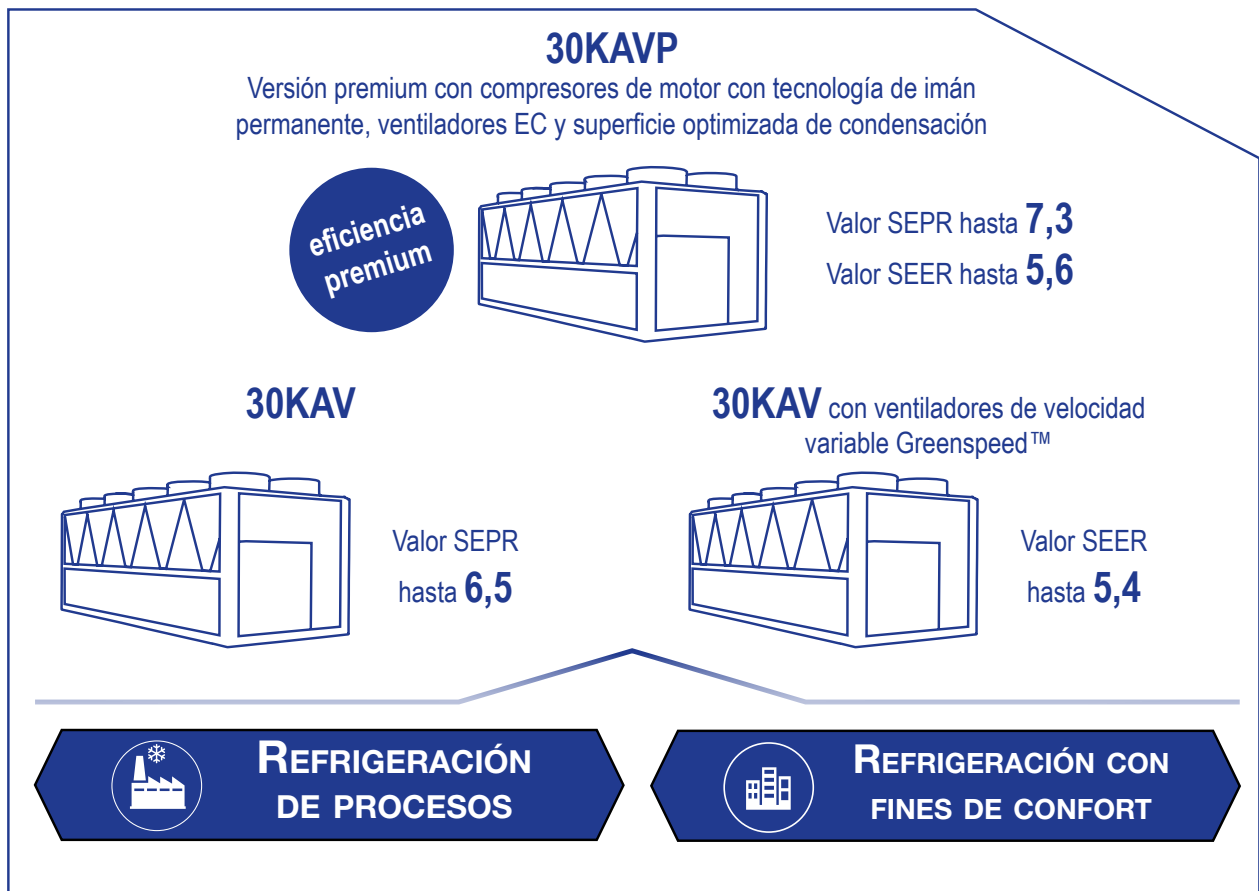 30KAVP
Versión premium con compresores de motor con tecnología de imán
permanente, ventiladores EC y superficie optimizada de condensación
eficiencia
premium
Valor SEPR hasta 7,3
Valor SEER hasta 5,6
30KAV
Valor SEPR
hasta 6,5
30KAV con ventiladores de velocidad
variable Greenspeed™
Valor SEER
hasta 5,4
REFRIGERACIÓN
DE PROCESOS
REFRIGERACIÓN CON
FINES DE CONFORT